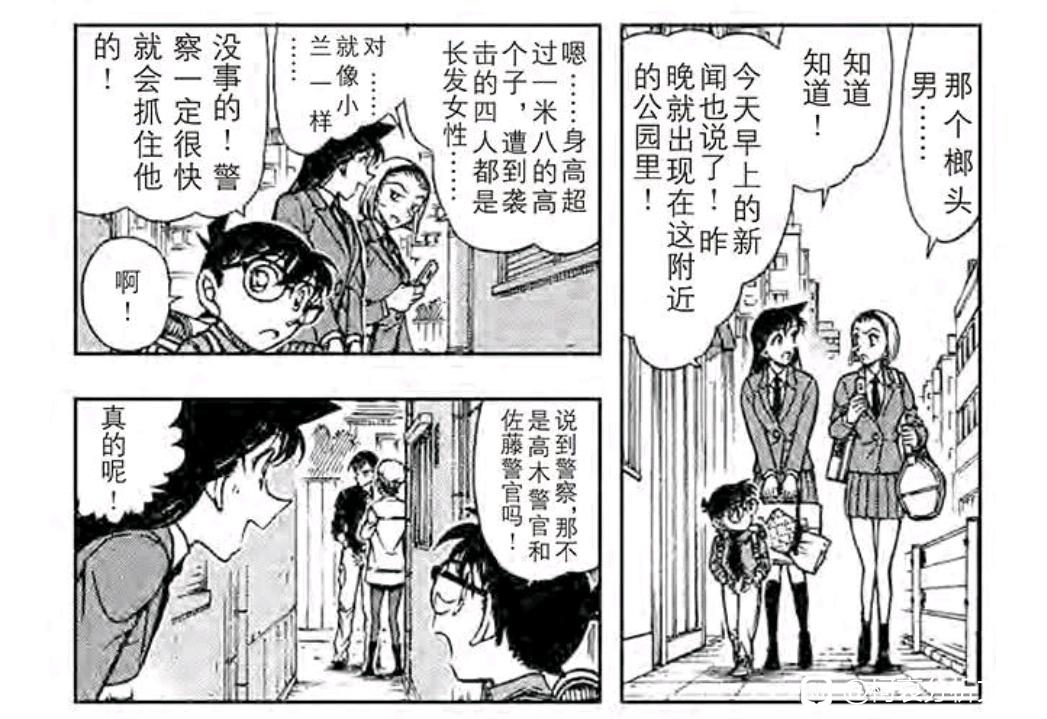 那个榔头
男……
知道
知道！
今天早上的新
闻也说了！昨
晚就出现在这附近
的公园里！
嗯……身高超
过一米八的高
个子，遭到袭
击的四人都是
长发女性……
对……
就像小
兰一样
……
没事的！警
察一定很快
就会抓住他
的！
啊！
说到警察，那不
是高木警官和
佐藤警官吗！
真的呢！